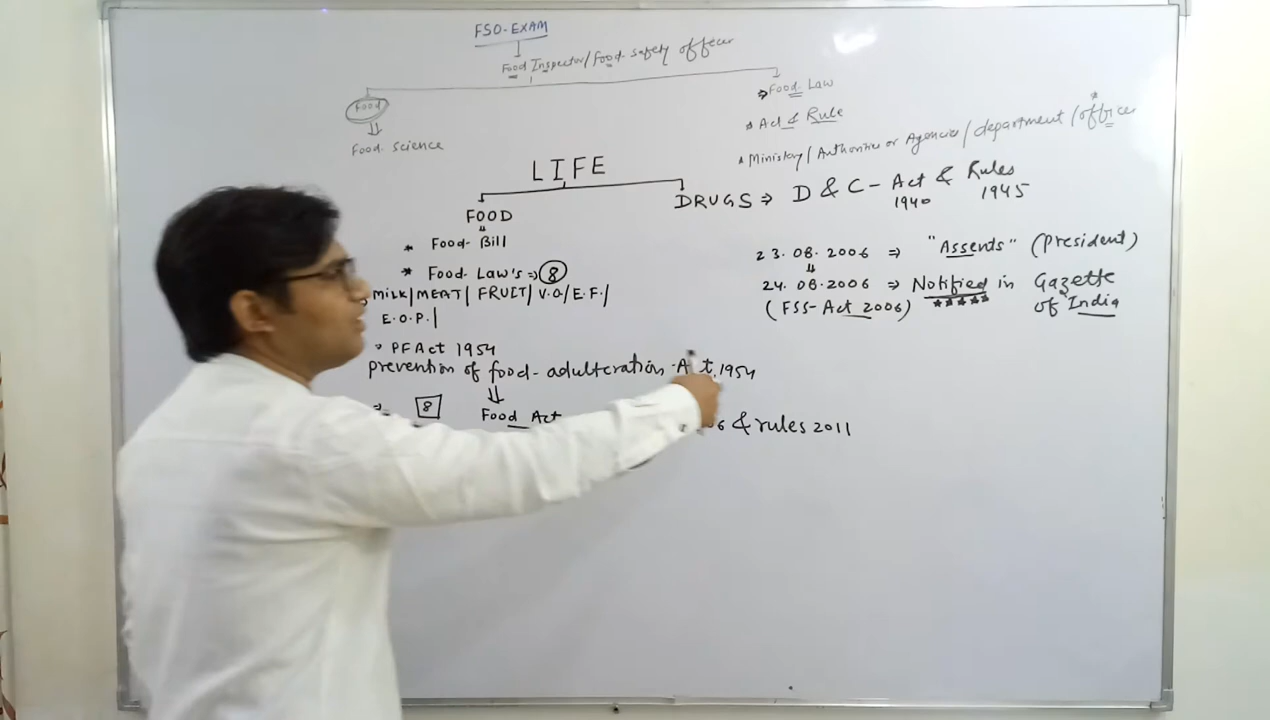 FSO-EXAM
Food Inspector/food safety officer
Food
Food Science
Food Law
* Act & Rule
* Ministory/Authorities or Agencies/department/office
LIFE
FOOD
* Food-Bill
* Food-Law's ⇒ 8
MILK/MEAT/FRUIT/V.O/E.F./
E.O.P./
• PFAct 1954
prevention of food-adulteration-Act, 1954
⇒ 8
Food Act
6 & rules 2011
DRUGS ⇒ D & C - Act & Rules
1940 1945
23.08.2006 ⇒ "Assents" (President)
24.08.2006 ⇒ Notified in Gazette
(FSS-Act 2006) ***** of India